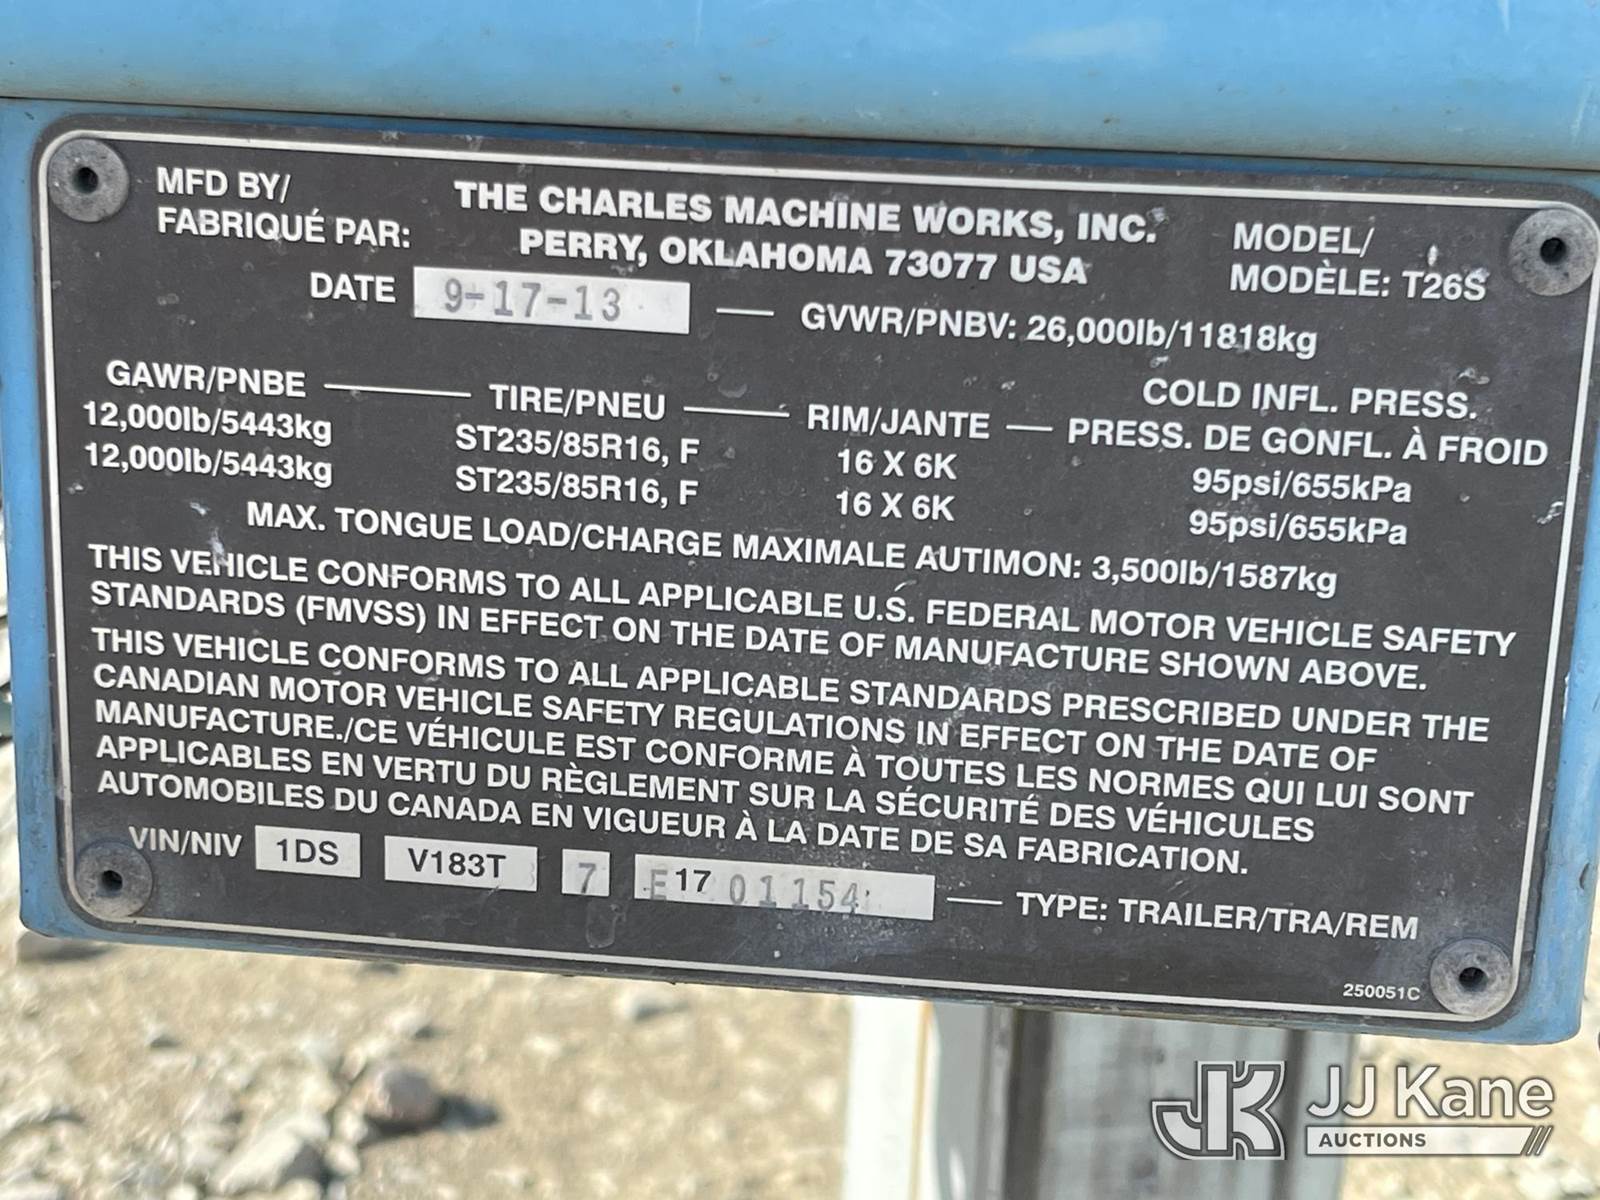 MFD BY/ THE CHARLES MACHINE WORKS, INC. MODEL/
FABRIQUÉ PAR: PERRY, OKLAHOMA 73077 USA MODÈLE: T26S
DATE 9-17-13 GVWR/PNBV: 26,000lb/11818kg
GAWR/PNBE TIRE/PNEU RIM/JANTE COLD INFL. PRESS.
PRESS. DE GONFL. À FROID
12,000lb/5443kg ST235/85R16, F 16 X 6K 95psi/655kPa
12,000lb/5443kg ST235/85R16, F 16 X 6K 95psi/655kPa
MAX. TONGUE LOAD/CHARGE MAXIMALE AUTIMON: 3,500lb/1587kg
THIS VEHICLE CONFORMS TO ALL APPLICABLE U.S. FEDERAL MOTOR VEHICLE SAFETY
STANDARDS (FMVSS) IN EFFECT ON THE DATE OF MANUFACTURE SHOWN ABOVE.
THIS VEHICLE CONFORMS TO ALL APPLICABLE STANDARDS PRESCRIBED UNDER THE
CANADIAN MOTOR VEHICLE SAFETY REGULATIONS IN EFFECT ON THE DATE OF
MANUFACTURE./CE VÉHICULE EST CONFORME À TOUTES LES NORMES QUI LUI SONT
APPLICABLES EN VERTU DU RÈGLEMENT SUR LA SÉCURITÉ DES VÉHICULES
AUTOMOBILES DU CANADA EN VIGUEUR À LA DATE DE SA FABRICATION.
VIN/NIV 1DS V183T 7 E 17 01154 TYPE: TRAILER/TRA/REM
250051C
JK JJ Kane
AUCTIONS